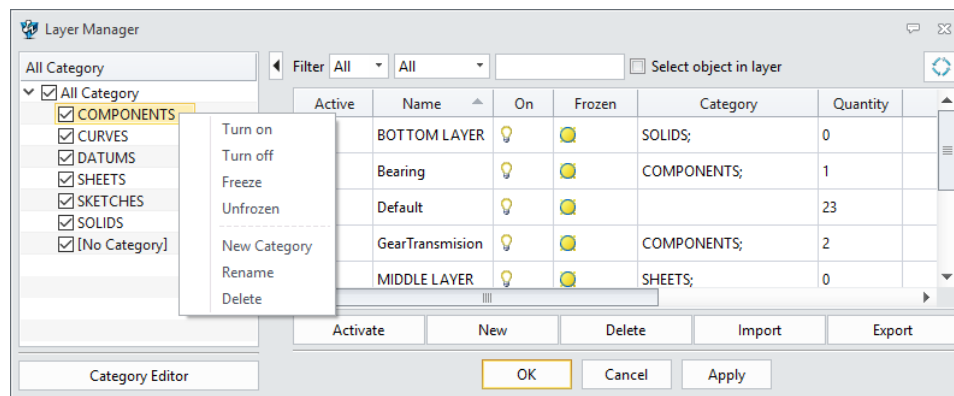 Layer Manager
All Category
Filter All All Select object in layer
All Category
COMPONENTS
CURVES
DATUMS
SHEETS
SKETCHES
SOLIDS
[No Category]
Turn on
Turn off
Freeze
Unfrozen
New Category
Rename
Delete
Active Name On Frozen Category Quantity
BOTTOM LAYER SOLIDS; 0
Bearing COMPONENTS; 1
Default 23
GearTransmision COMPONENTS; 2
MIDDLE LAYER SHEETS; 0
Activate New Delete Import Export
Category Editor OK Cancel Apply